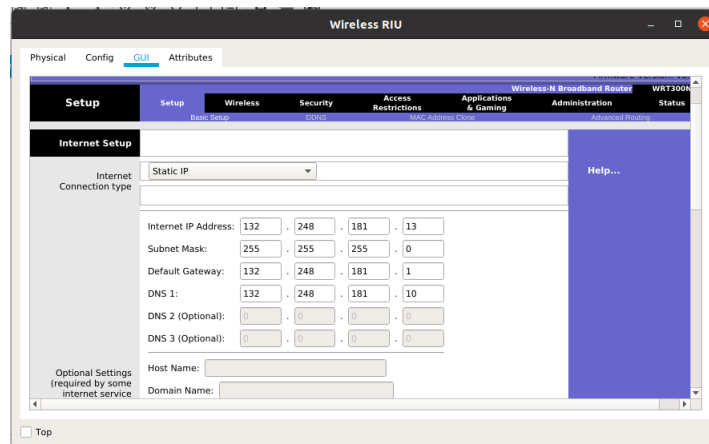 Wireless RIU
Physical Config GUI Attributes
Wireless-N Broadband Router WRT300N
Setup
Setup Wireless Security Access Restrictions Applications & Gaming Administration Status
Basic Setup DDNS MAC Address Clone Advanced Routing
Internet Setup
Internet Connection type
Static IP
Help...
Internet IP Address: 132 . 248 . 181 . 13
Subnet Mask: 255 . 255 . 255 . 0
Default Gateway: 132 . 248 . 181 . 1
DNS 1: 132 . 248 . 181 . 10
DNS 2 (Optional): 0 . 0 . 0 . 0
DNS 3 (Optional): 0 . 0 . 0 . 0
Optional Settings
(required by some
internet service
Host Name:
Domain Name:
Top